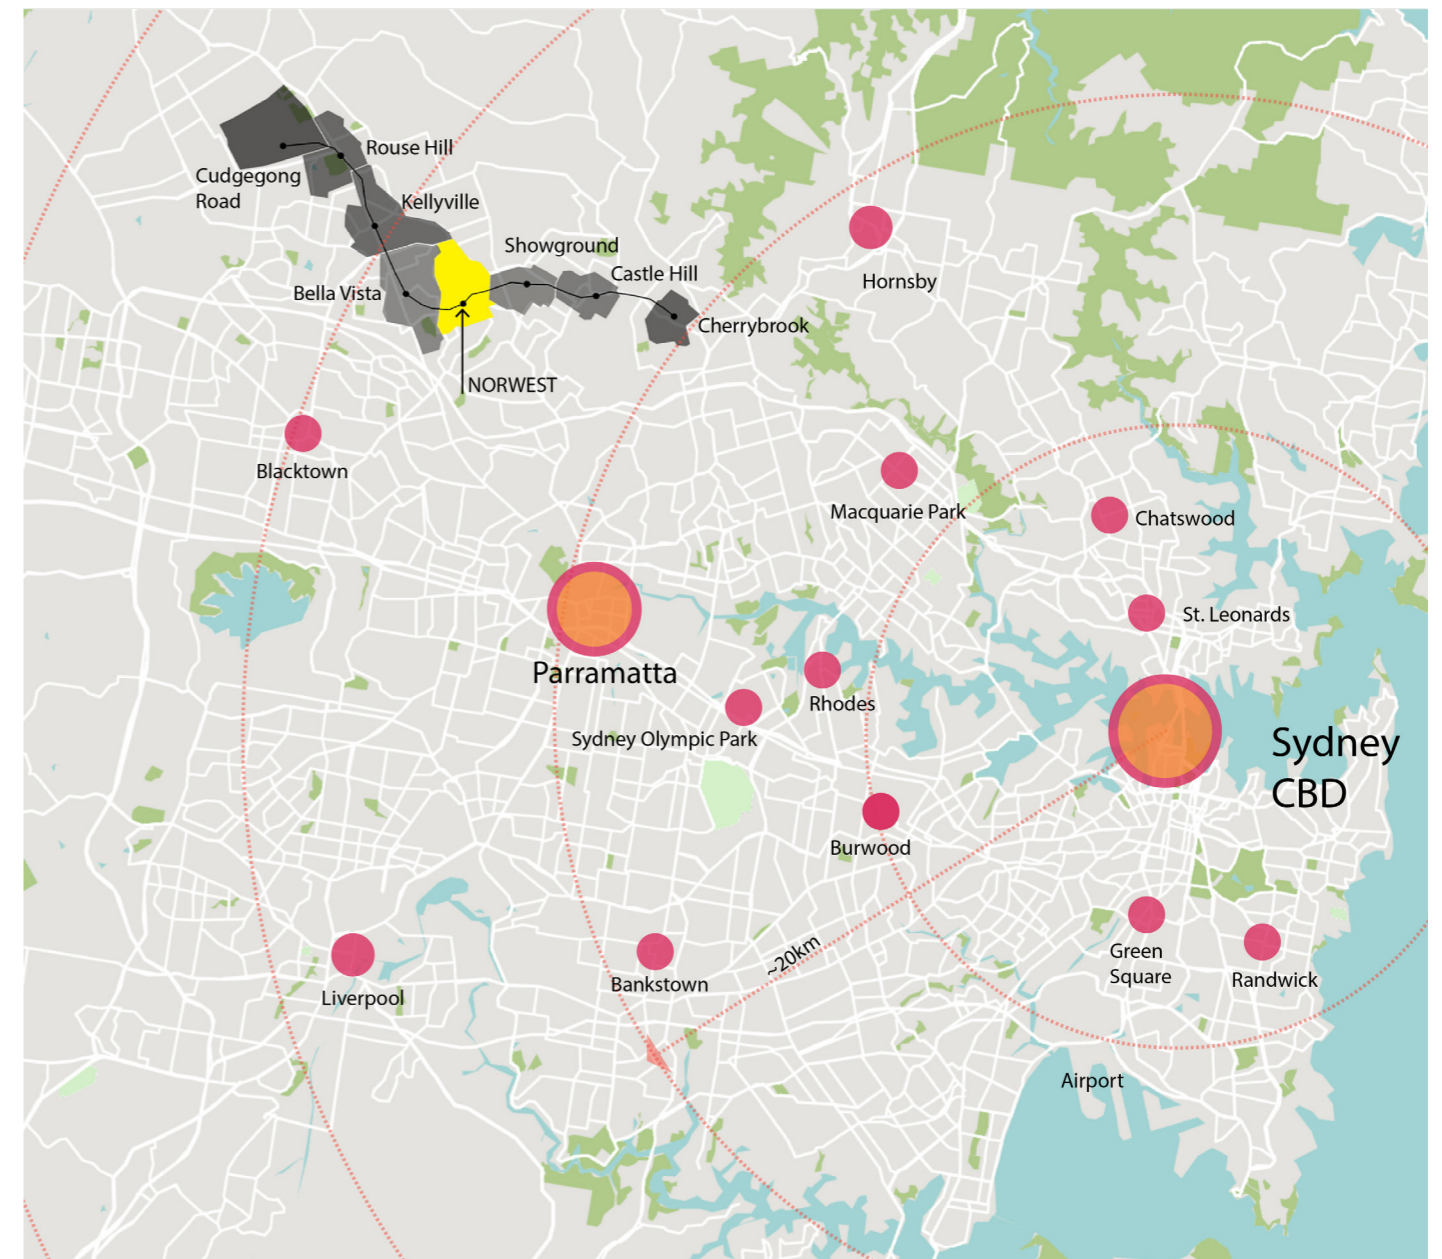 Rouse Hill
Cudgegong
Road
Kellyville
Showground
Castle Hill
Bella Vista
Hornsby
Cherrybrook
NORWEST
Blacktown
Macquarie Park
Chatswood
St. Leonards
Parramatta
Rhodes
Sydney Olympic Park
Sydney
CBD
Burwood
~20km
Green
Square
Randwick
Bankstown
Liverpool
Airport